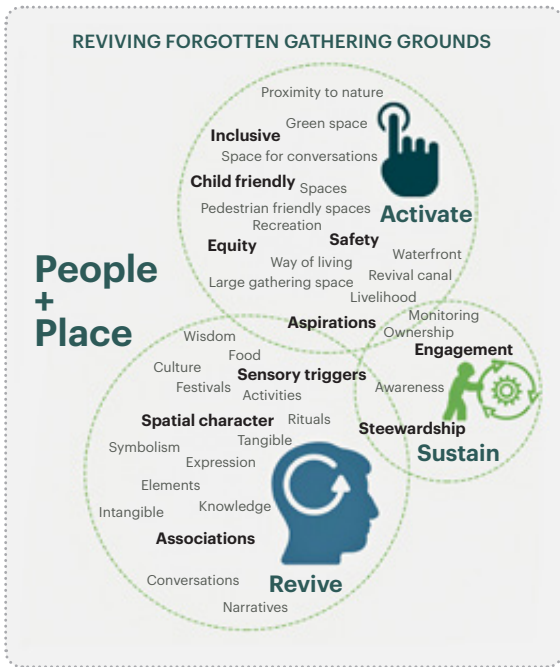 REVIVING FORGOTTEN GATHERING GROUNDS
People
+
Place
Proximity to nature
Green space
Inclusive
Space for conversations
Child friendly
Spaces
Pedestrian friendly spaces
Recreation
Activate
Equity
Safety
Way of living
Waterfront
Large gathering space
Revival canal
Livelihood
Aspirations
Monitoring
Ownership
Engagement
Awareness
Steewardship
Sustain
Wisdom
Food
Culture
Sensory triggers
Festivals
Activities
Spatial character
Rituals
Tangible
Symbolism
Expression
Elements
Intangible
Knowledge
Associations
Conversations
Revive
Narratives